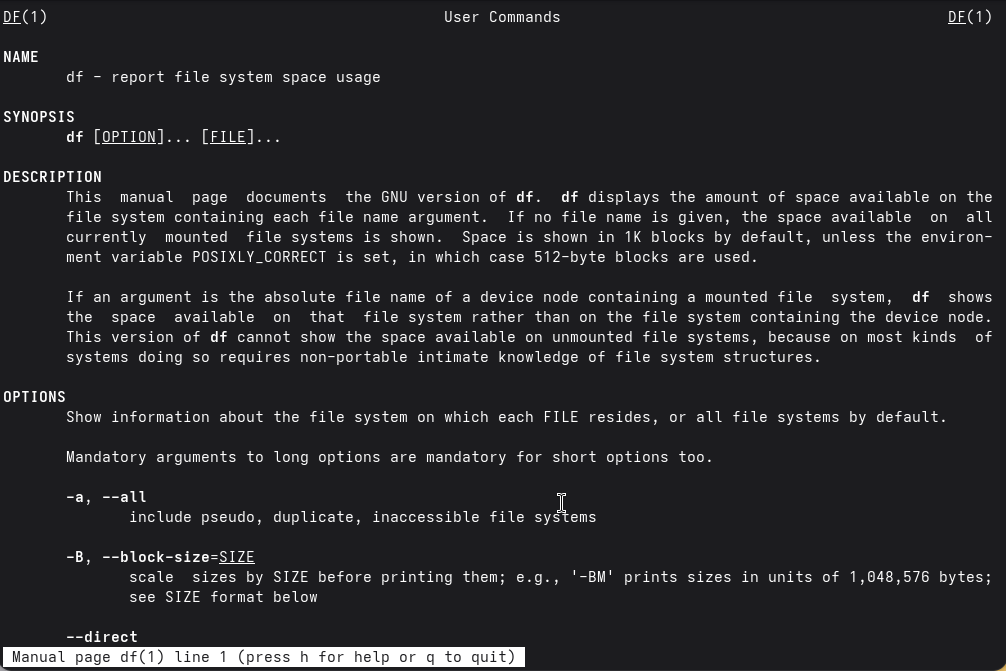 DF(1) User Commands DF(1)
NAME
df - report file system space usage
SYNOPSIS
df [OPTION]... [FILE]...
DESCRIPTION
This manual page documents the GNU version of df. df displays the amount of space available on the
file system containing each file name argument. If no file name is given, the space available on all
currently mounted file systems is shown. Space is shown in 1K blocks by default, unless the environ-
ment variable POSIXLY_CORRECT is set, in which case 512-byte blocks are used.
If an argument is the absolute file name of a device node containing a mounted file system, df shows
the space available on that file system rather than on the file system containing the device node.
This version of df cannot show the space available on unmounted file systems, because on most kinds of
systems doing so requires non-portable intimate knowledge of file system structures.
OPTIONS
Show information about the file system on which each FILE resides, or all file systems by default.
Mandatory arguments to long options are mandatory for short options too.
-a, --all
include pseudo, duplicate, inaccessible file systems
-B, --block-size=SIZE
scale sizes by SIZE before printing them; e.g., '-BM' prints sizes in units of 1,048,576 bytes;
see SIZE format below
--direct
Manual page df(1) line 1 (press h for help or q to quit)